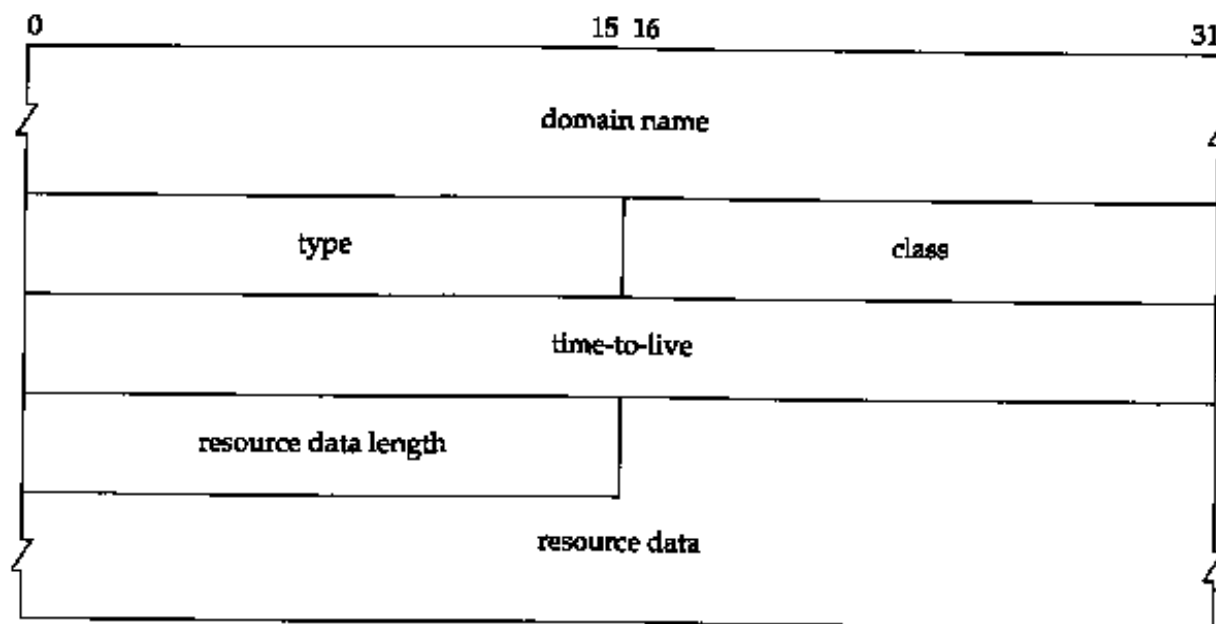 0 15 16 31
domain name
type class
time-to-live
resource data length
resource data